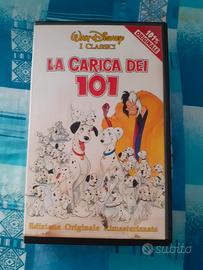 Walt Disney
I CLASSICI
LA CARICA DEI
101
Edizione Originale Rimasterizzata
subito